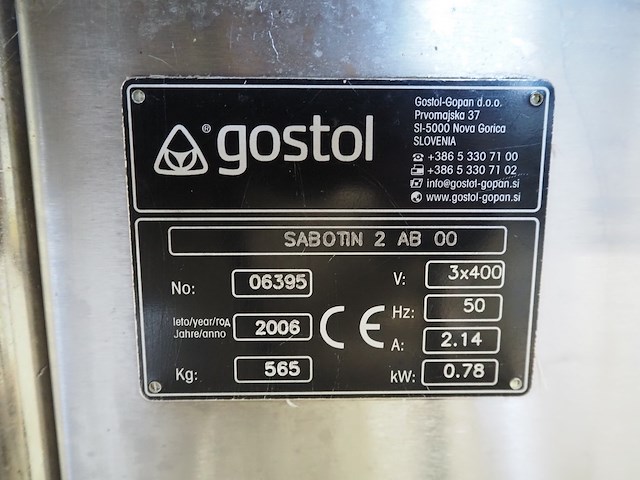 ® gostol
Gostol-Gopan d.o.o.
Prvomajska 37
SI-5000 Nova Gorica
SLOVENIA
+386 5 330 71 00
+386 5 330 71 02
info@gostol-gopan.si
www.gostol-gopan.si
SABOTIN 2 AB 00
No: 06395
leto/year/год
Jahre/anno
2006
Kg: 565
CE
V: 3x400
Hz: 50
A: 2.14
kW: 0.78